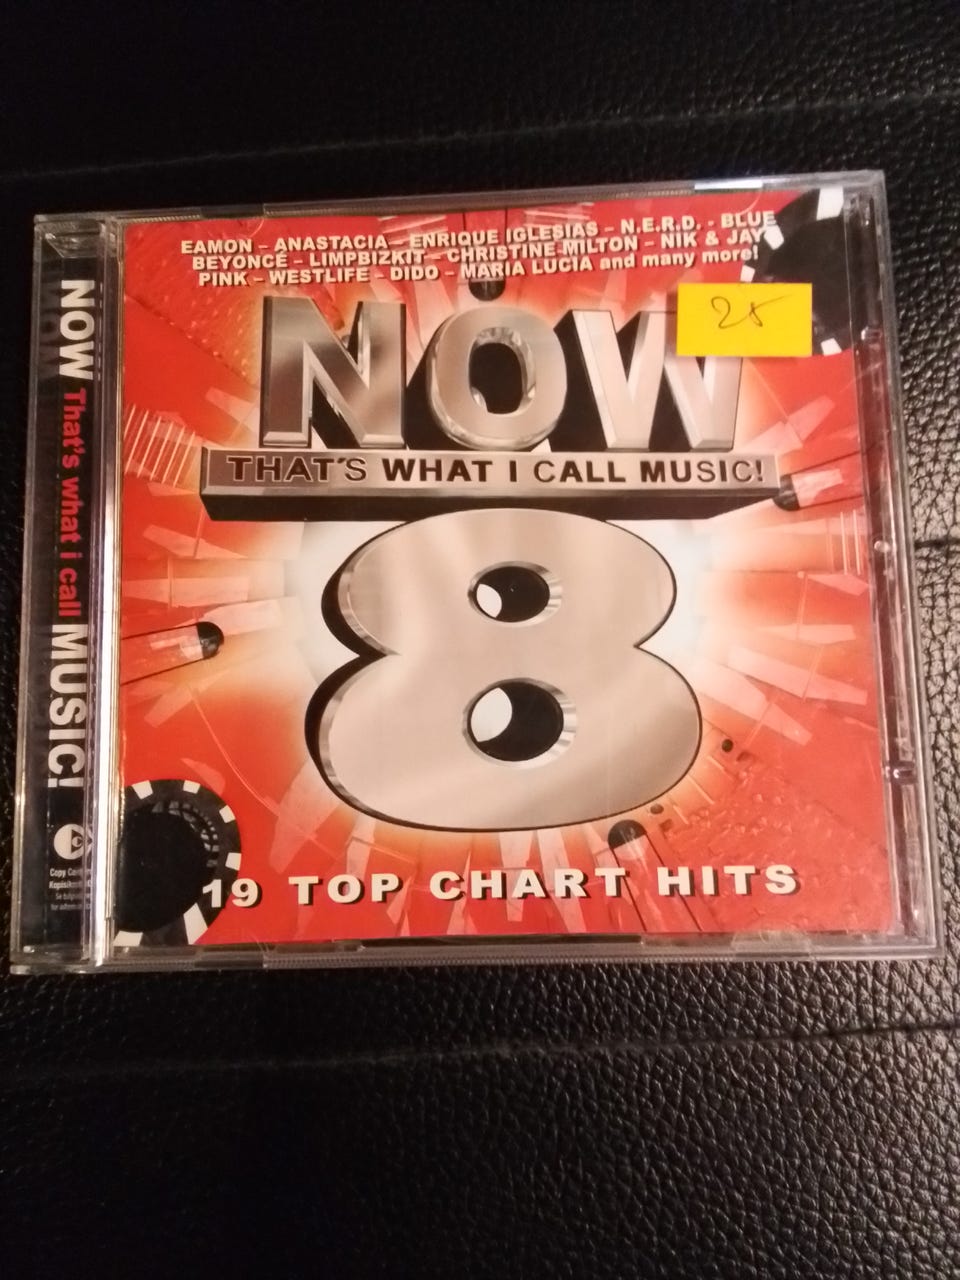 EAMON – ANASTACIA – ENRIQUE IGLESIAS – N.E.R.D. - BLUE
BEYONCÉ – LIMPBIZKIT – CHRISTINE MILTON – NIK & JAY
PINK – WESTLIFE – DIDO – MARIA LUCIA and many more!
25
NOW
THAT'S WHAT I CALL MUSIC!
8
19 TOP CHART HITS
NOW That's what i call MUSIC!